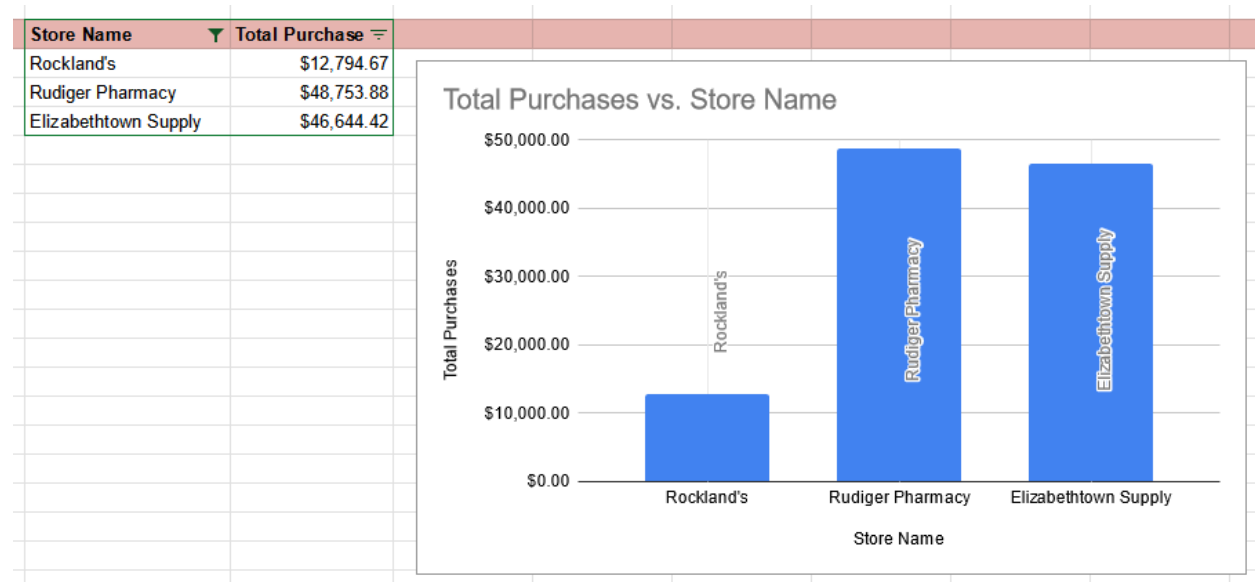 Store Name Total Purchase
Rockland's $12,794.67
Rudiger Pharmacy $48,753.88
Elizabethtown Supply $46,644.42
Total Purchases vs. Store Name
$50,000.00
$40,000.00
$30,000.00
$20,000.00
$10,000.00
$0.00
Total Purchases
Rockland's
Rudiger Pharmacy
Elizabethtown Supply
Rockland's Rudiger Pharmacy Elizabethtown Supply
Store Name